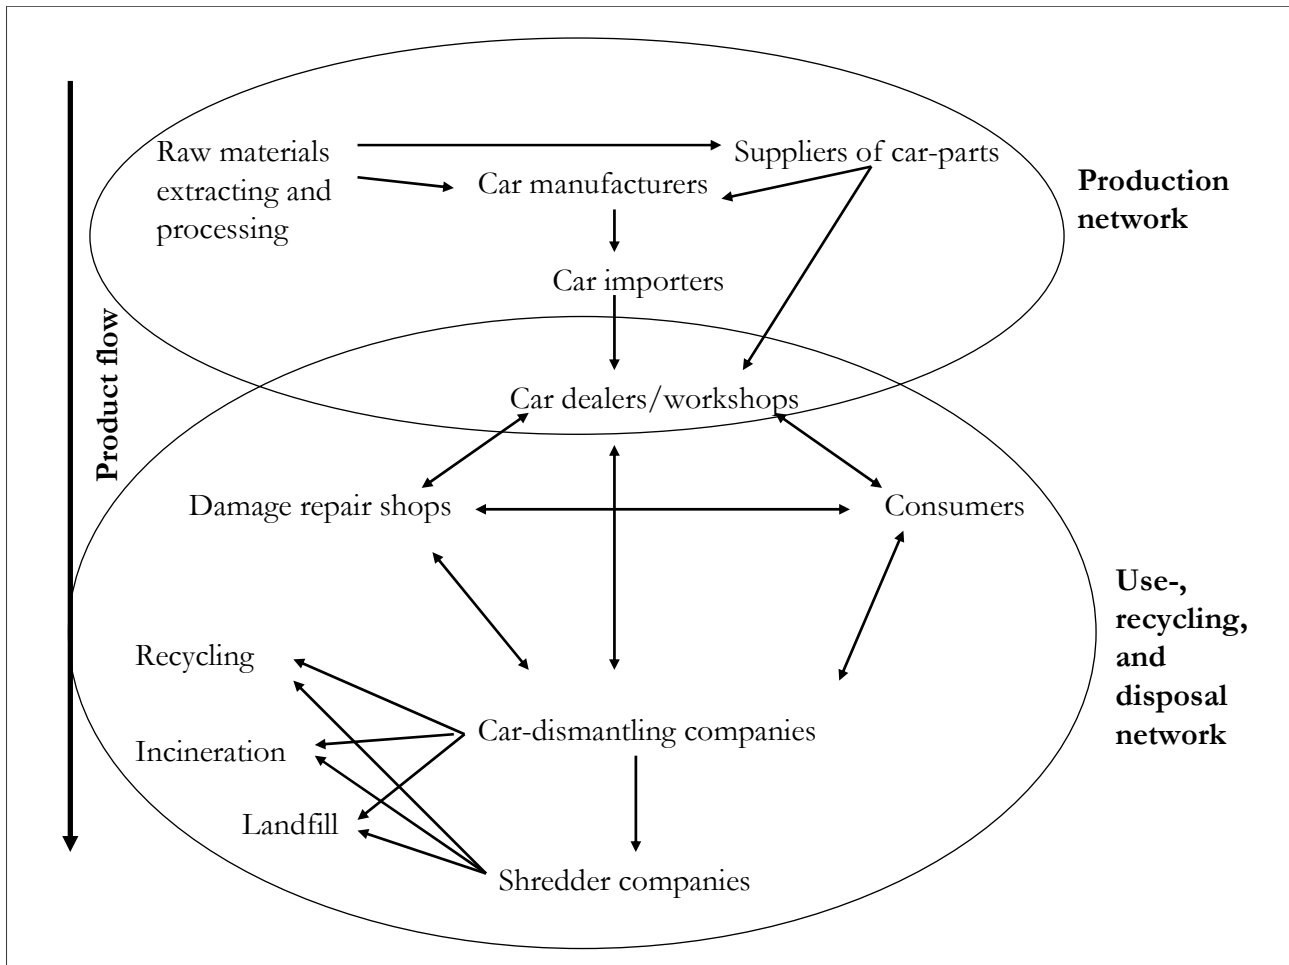 Raw materials
extracting and
processing
Suppliers of car-parts
Car manufacturers
Production
network
Car importers
Product flow
Car dealers/workshops
Damage repair shops
Consumers
Use-,
recycling,
and
disposal
network
Recycling
Car-dismantling companies
Incineration
Landfill
Shredder companies